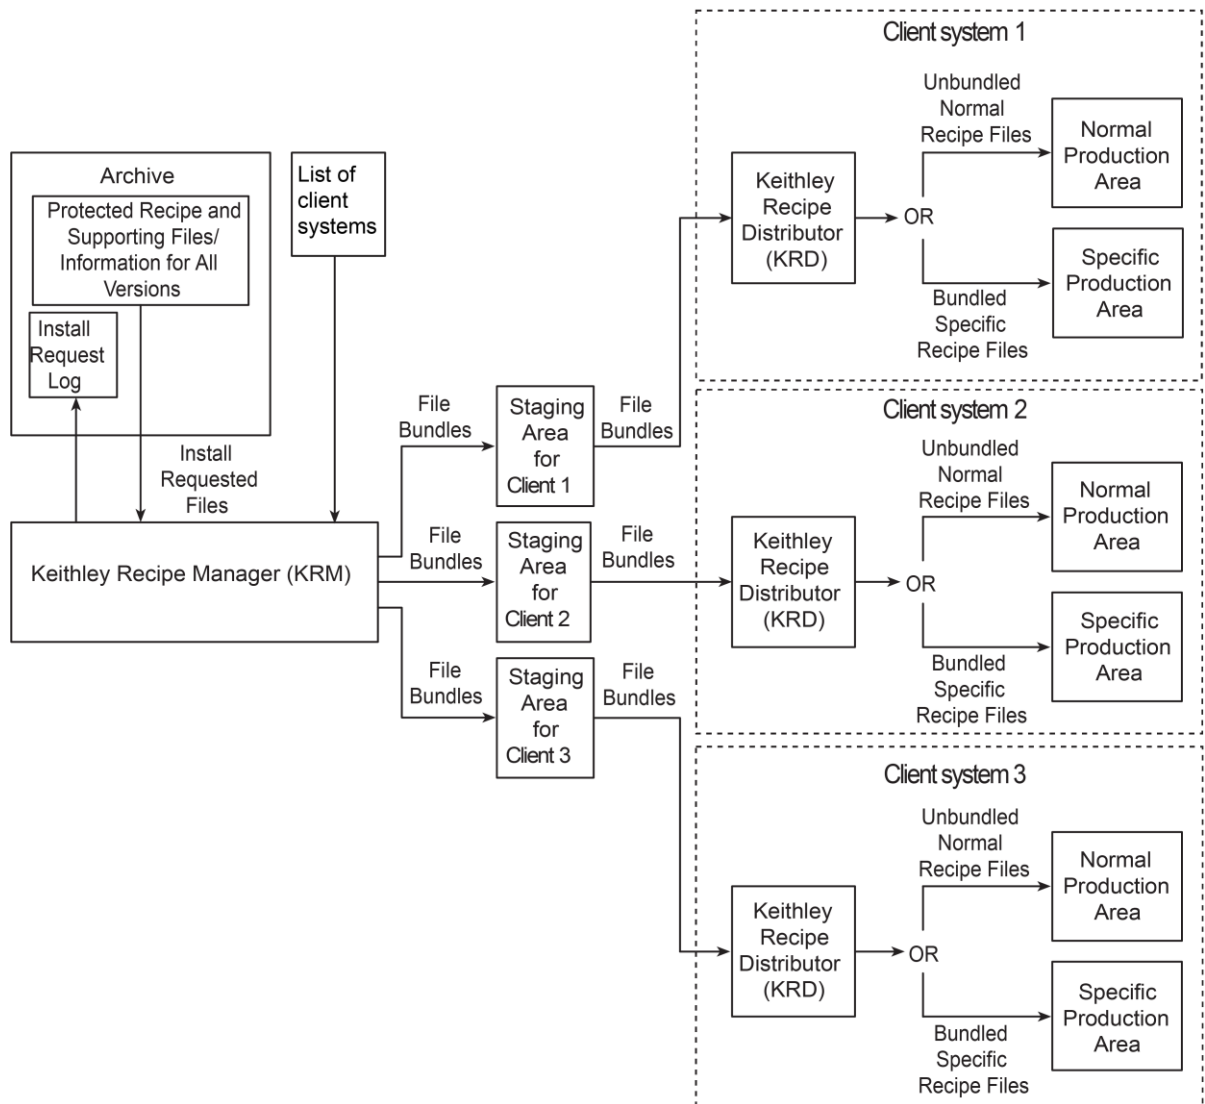 Archive
Protected Recipe and
Supporting Files/
Information for All
Versions
Install
Request
Log
List of
client
systems
Install
Requested
Files
Keithley Recipe Manager (KRM)
File
Bundles
Staging
Area
for
Client 1
File
Bundles
File
Bundles
Staging
Area
for
Client 2
File
Bundles
File
Bundles
Staging
Area
for
Client 3
File
Bundles
Client system 1
Keithley
Recipe
Distributor
(KRD)
OR
Unbundled
Normal
Recipe Files
Normal
Production
Area
Bundled
Specific
Recipe Files
Specific
Production
Area
Client system 2
Keithley
Recipe
Distributor
(KRD)
OR
Unbundled
Normal
Recipe Files
Normal
Production
Area
Bundled
Specific
Recipe Files
Specific
Production
Area
Client system 3
Keithley
Recipe
Distributor
(KRD)
OR
Unbundled
Normal
Recipe Files
Normal
Production
Area
Bundled
Specific
Recipe Files
Specific
Production
Area